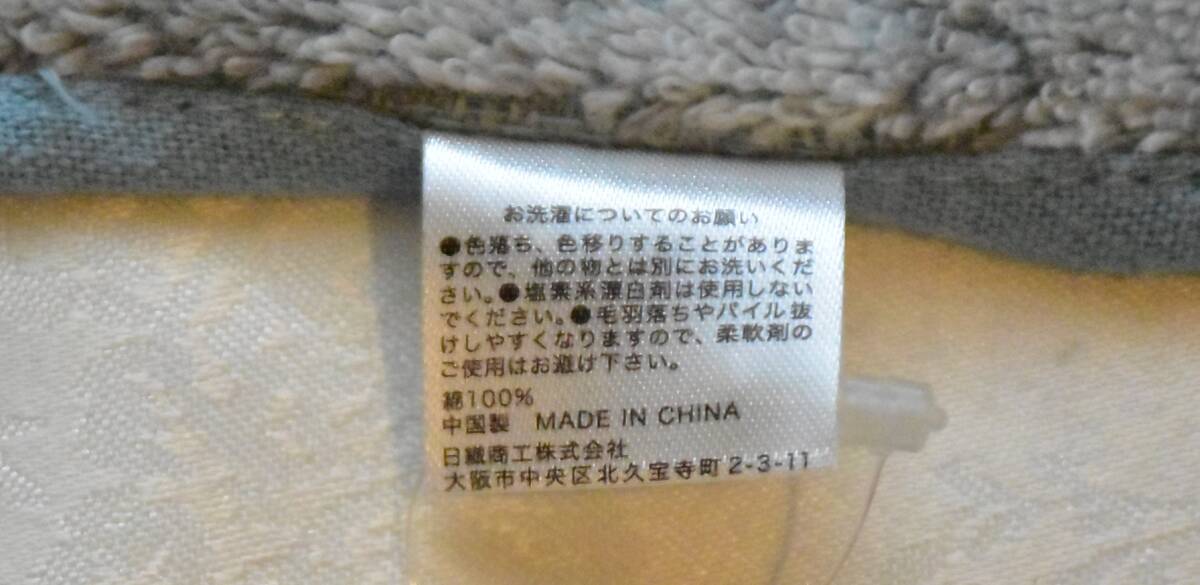 お洗濯についてのお願い
●色落ち、色移りすることがありま
すので、他の物とは別にお洗いくだ
さい。●塩素系漂白剤は使用しない
でください。●毛羽落ちやパイル抜
けしやすくなりますので、柔軟剤の
ご使用はお避け下さい。
綿100%
中国製 MADE IN CHINA
日繊商工株式会社
大阪市中央区北久宝寺町 2-3-11